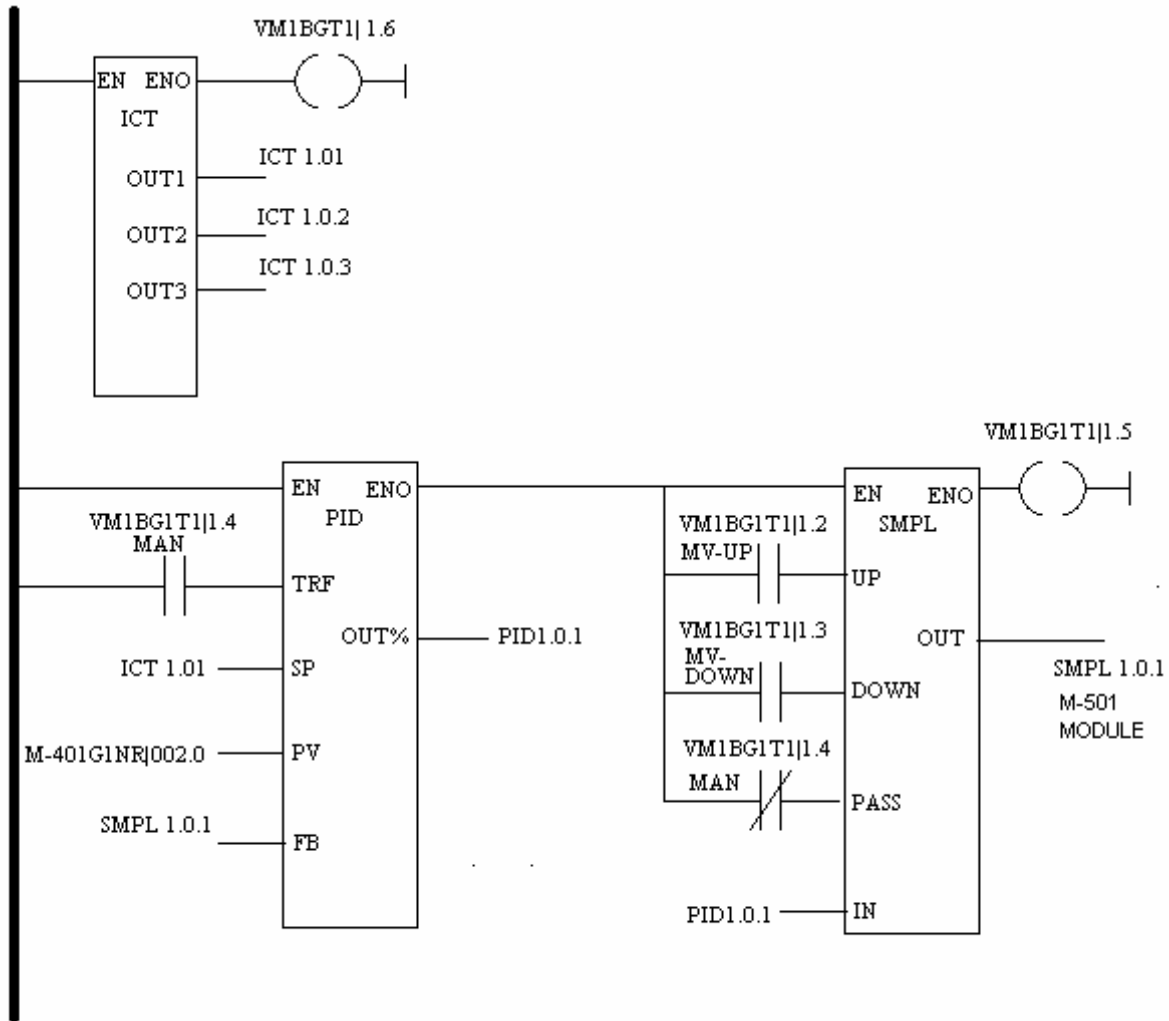 VM1BGT1| 1.6
EN ENO
ICT
OUT1
ICT 1.01
OUT2
ICT 1.0.2
OUT3
ICT 1.0.3
VM1BG1T1|1.5
EN ENO
PID
VM1BG1T1|1.4
MAN
TRF
OUT%
PID1.0.1
ICT 1.01
SP
M-401G1NR|002.0
PV
SMPL 1.0.1
FB
EN ENO
SMPL
VM1BG1T1|1.2
MV-UP
UP
VM1BG1T1|1.3
MV-
DOWN
DOWN
OUT
SMPL 1.0.1
M-501
MODULE
VM1BG1T1|1.4
MAN
PASS
PID1.0.1
IN